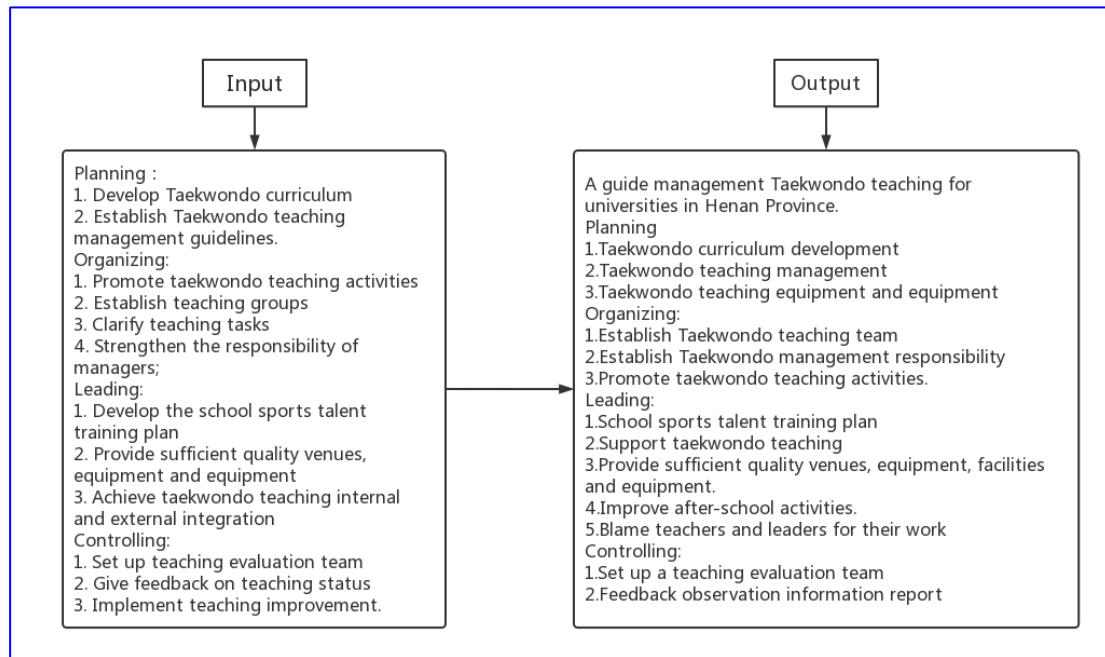 Input
Planning :
1. Develop Taekwondo curriculum
2. Establish Taekwondo teaching
management guidelines.
Organizing:
1. Promote taekwondo teaching activities
2. Establish teaching groups
3. Clarify teaching tasks
4. Strengthen the responsibility of
managers;
Leading:
1. Develop the school sports talent
training plan
2. Provide sufficient quality venues,
equipment and equipment
3. Achieve taekwondo teaching internal
and external integration
Controlling:
1. Set up teaching evaluation team
2. Give feedback on teaching status
3. Implement teaching improvement.
Output
A guide management Taekwondo teaching for
universities in Henan Province.
Planning
1.Taekwondo curriculum development
2.Taekwondo teaching management
3.Taekwondo teaching equipment and equipment
Organizing:
1.Establish Taekwondo teaching team
2.Establish Taekwondo management responsibility
3.Promote taekwondo teaching activities.
Leading:
1.School sports talent training plan
2.Support taekwondo teaching
3.Provide sufficient quality venues, equipment, facilities
and equipment.
4.Improve after-school activities.
5.Blame teachers and leaders for their work
Controlling:
1.Set up a teaching evaluation team
2.Feedback observation information report